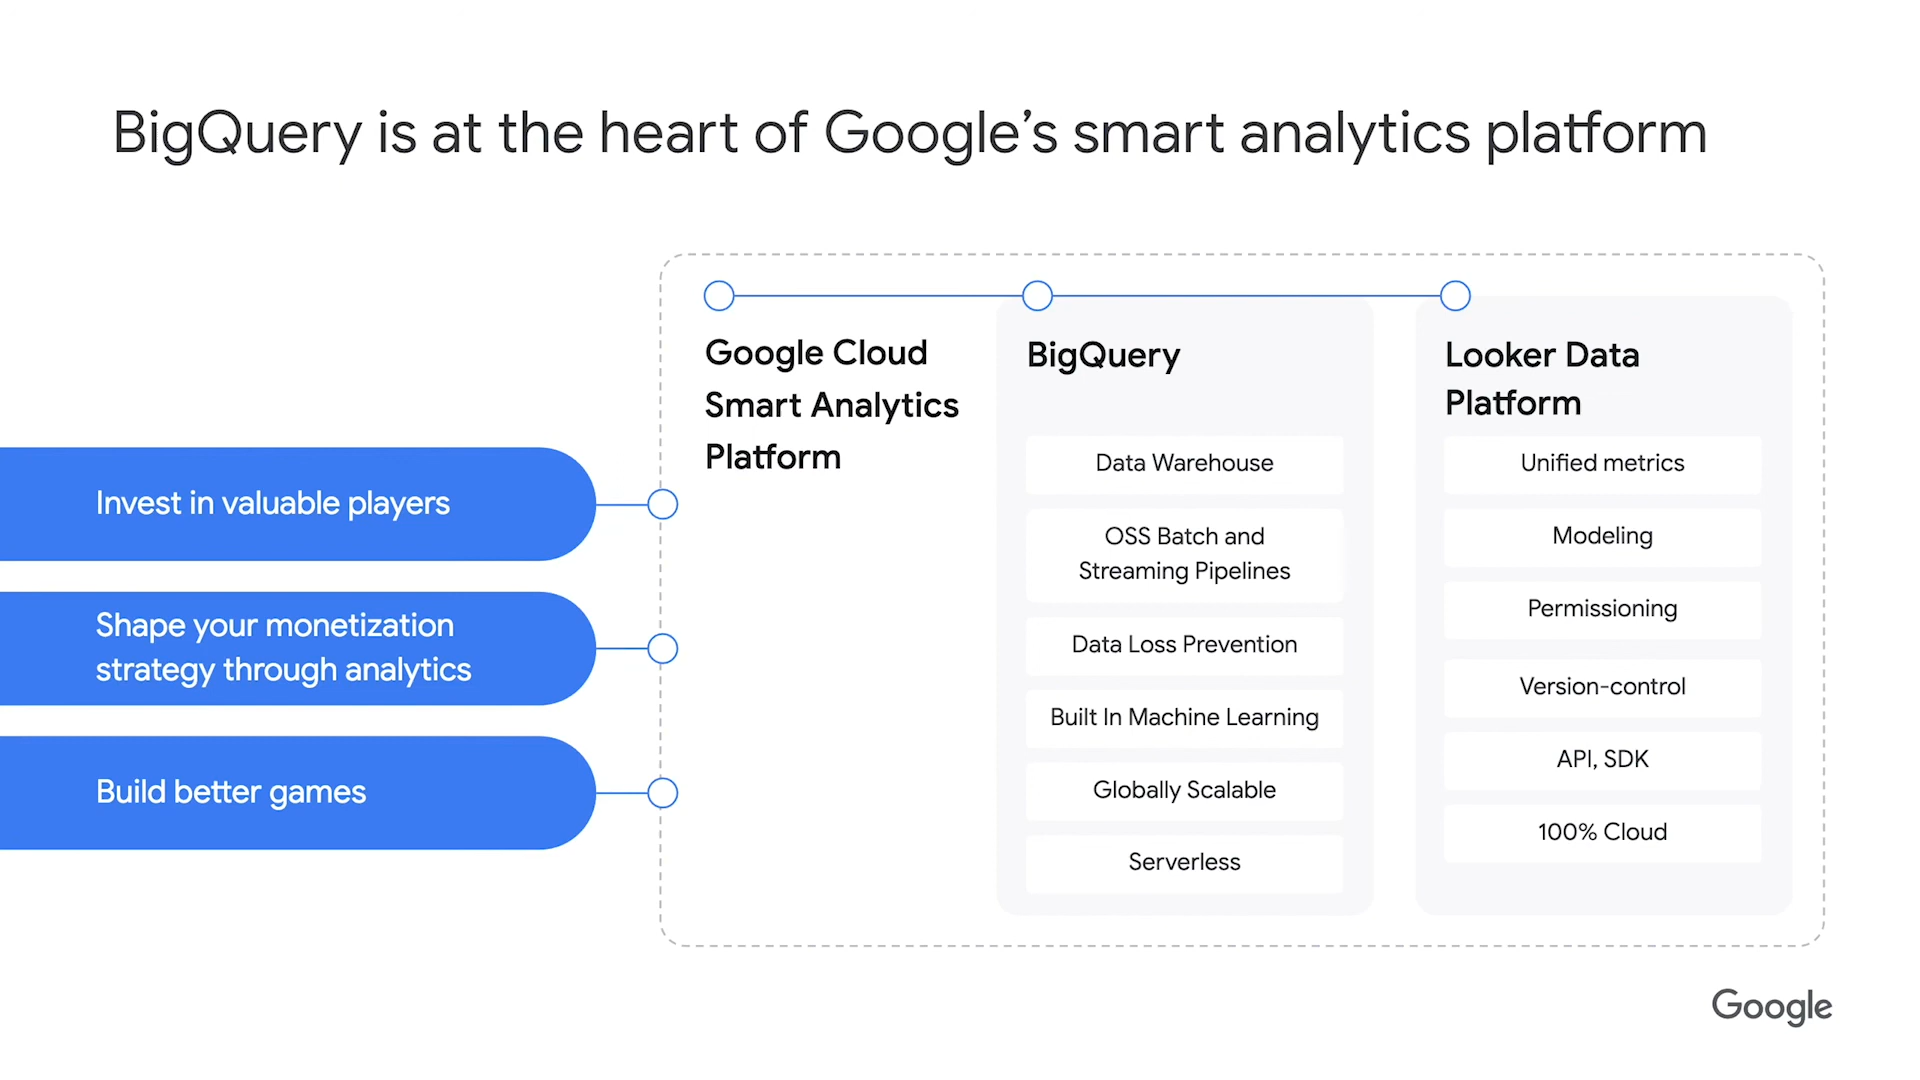 BigQuery is at the heart of Google’s smart analytics platform
Invest in valuable players
Shape your monetization
strategy through analytics
Build better games
Google Cloud
Smart Analytics
Platform
BigQuery
Data Warehouse
OSS Batch and
Streaming Pipelines
Data Loss Prevention
Built In Machine Learning
Globally Scalable
Serverless
Looker Data
Platform
Unified metrics
Modeling
Permissioning
Version-control
API, SDK
100% Cloud
Google